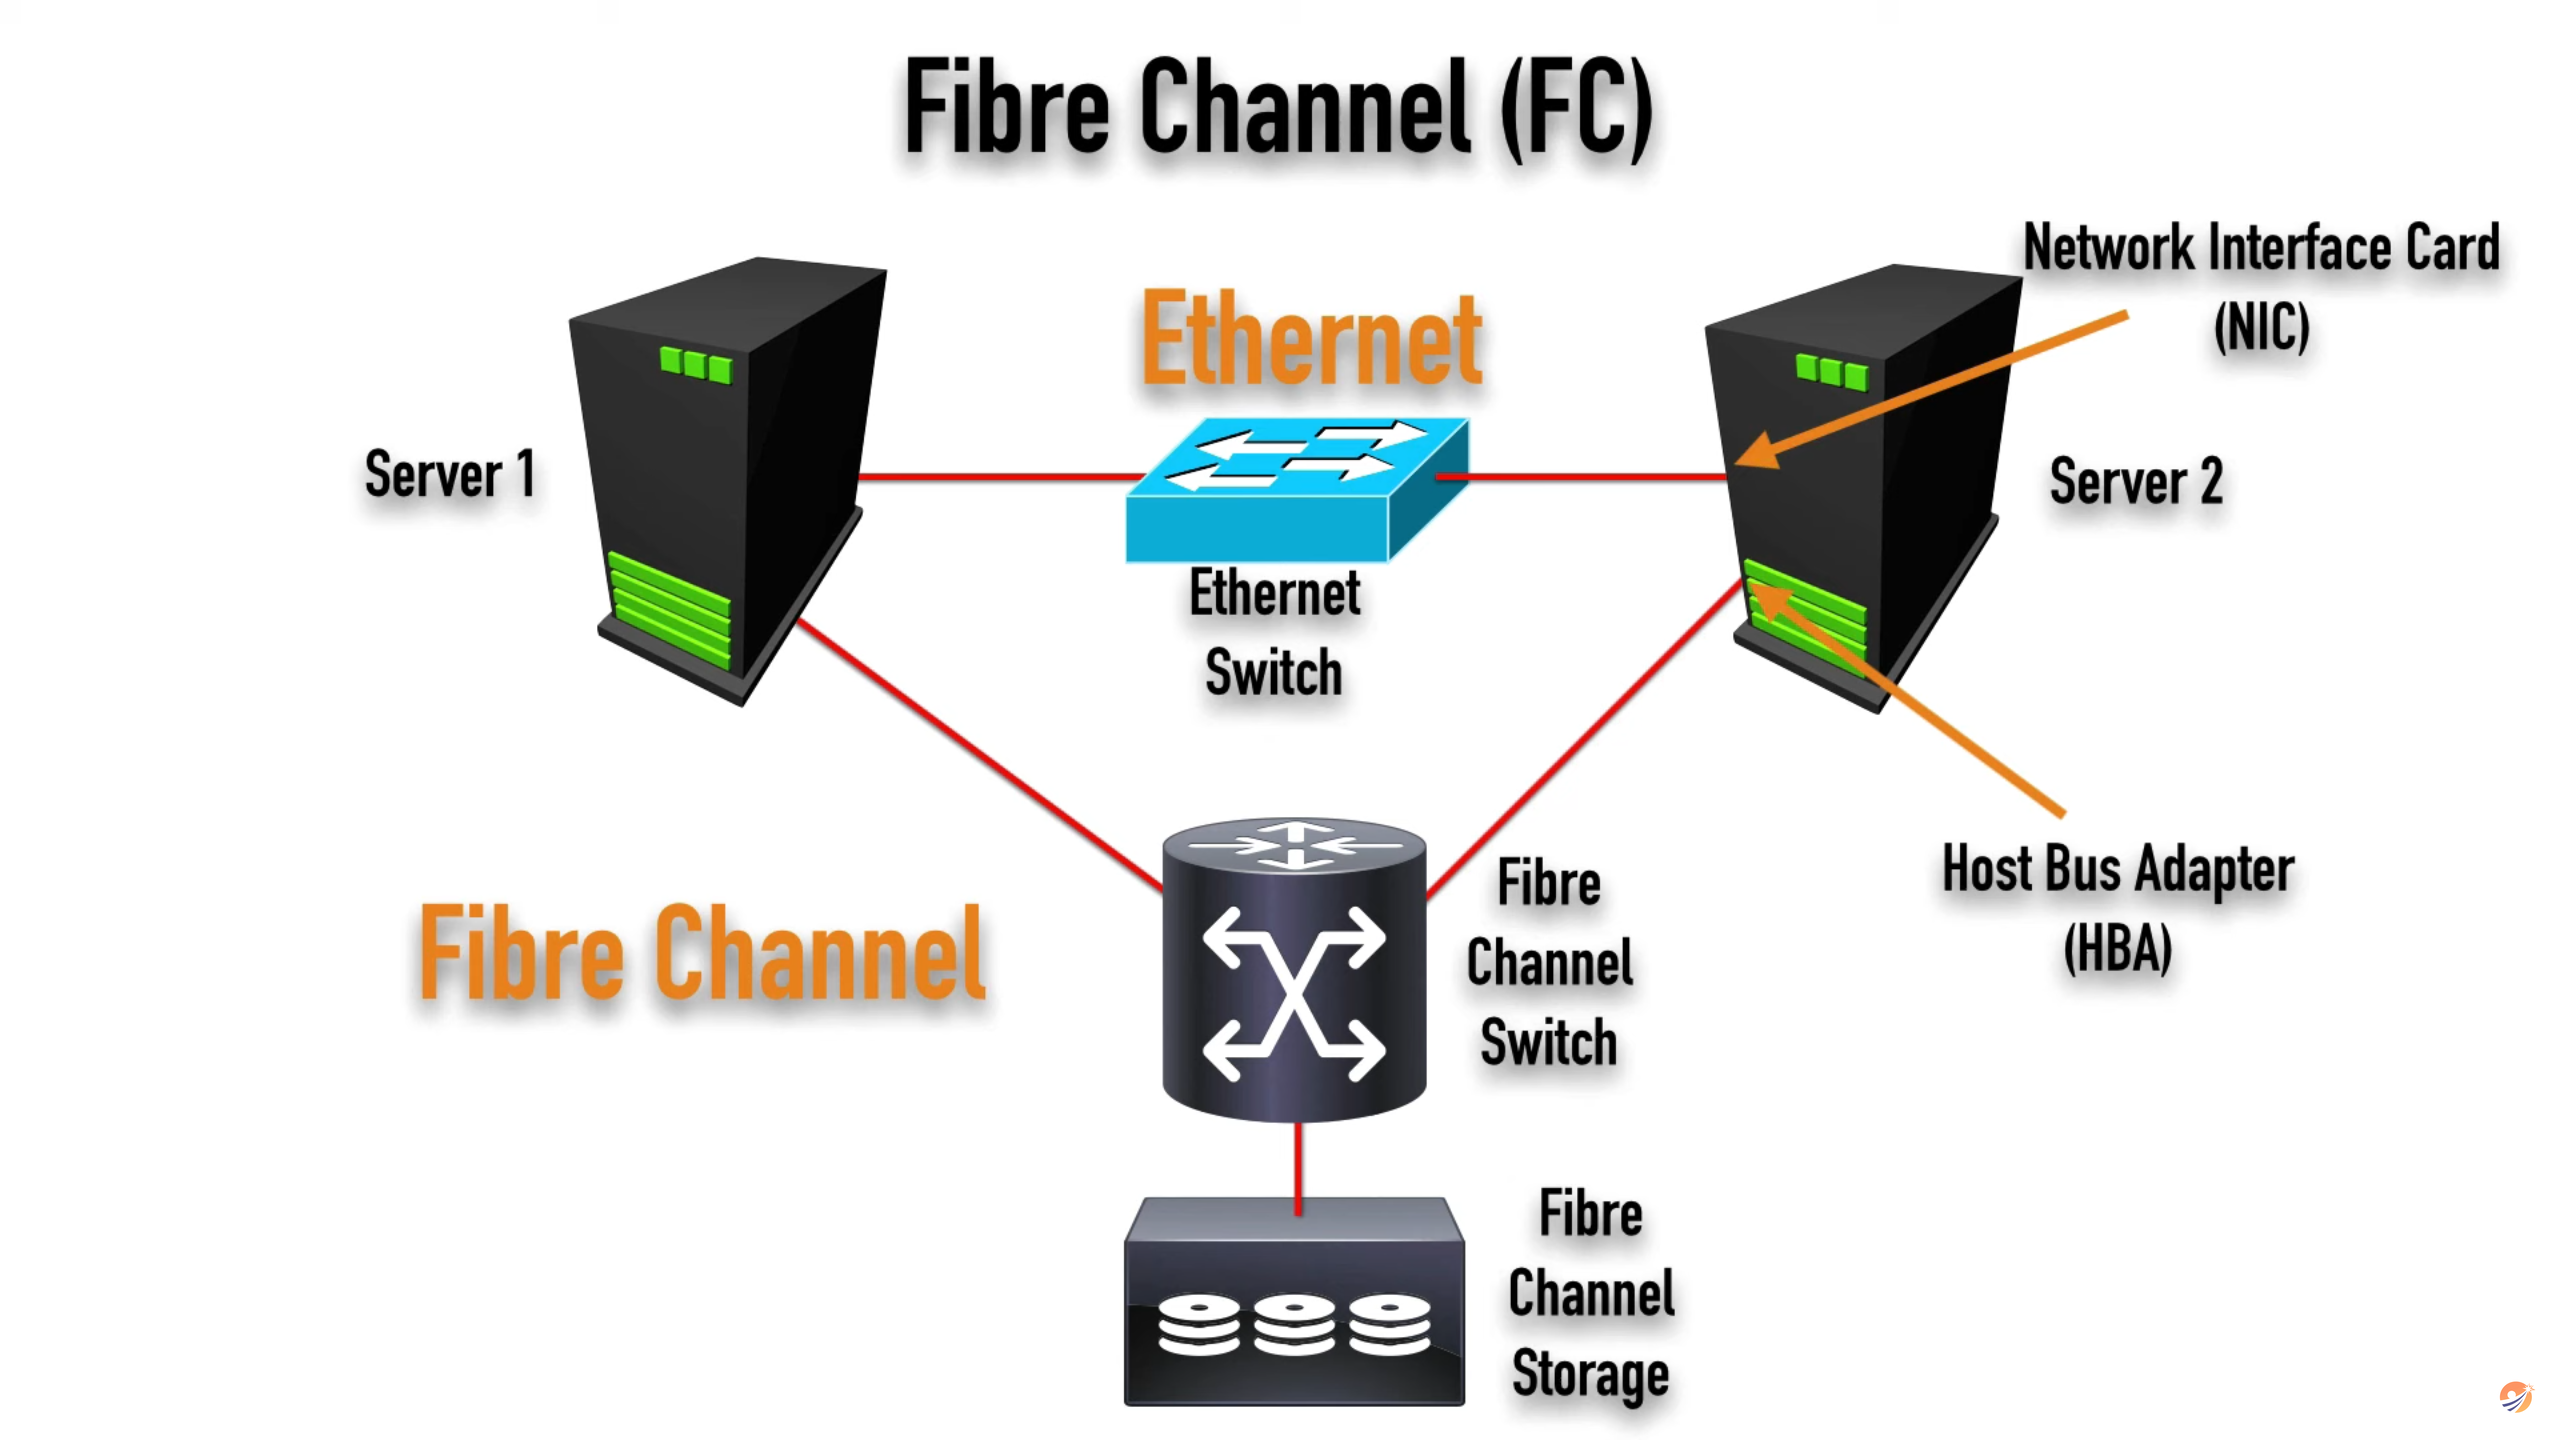 Fibre Channel (FC)
Network Interface Card
(NIC)
Ethernet
Server 1
Server 2
Ethernet
Switch
Fibre
Channel
Switch
Host Bus Adapter
(HBA)
Fibre Channel
Fibre
Channel
Storage